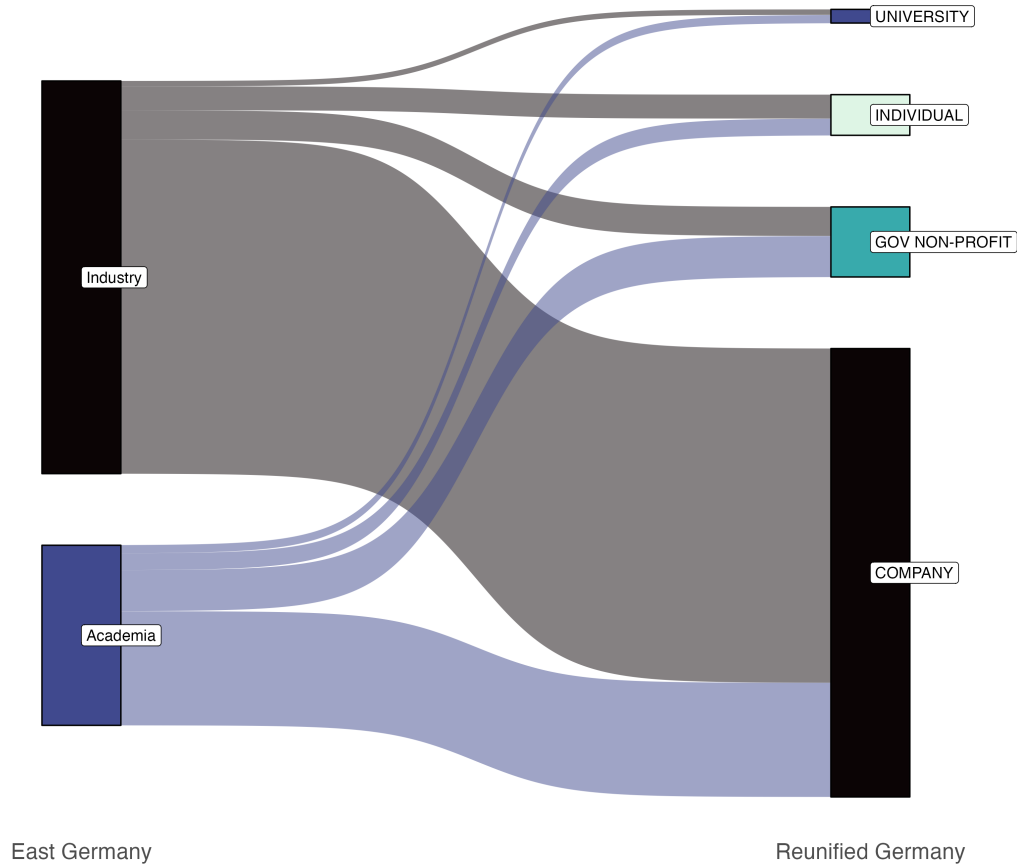 UNIVERSITY
INDIVIDUAL
GOV NON-PROFIT
Industry
COMPANY
Academia
East Germany
Reunified Germany